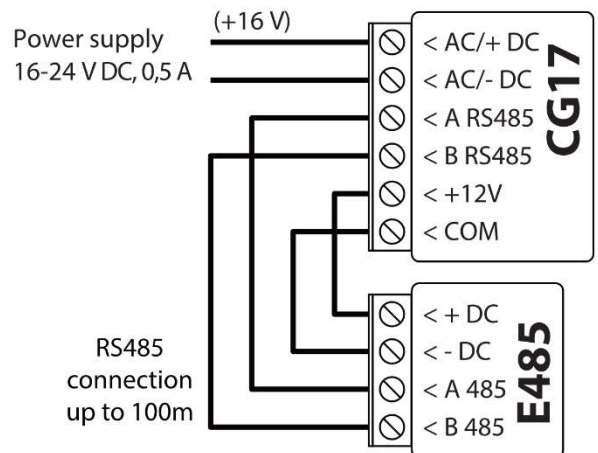 (+16 V)
Power supply
16-24 V DC, 0,5 A
< AC/+ DC
< AC/- DC
< A RS485
< B RS485
< +12V
< COM
CG17
RS485
connection
up to 100m
< + DC
< - DC
< A 485
< B 485
E485